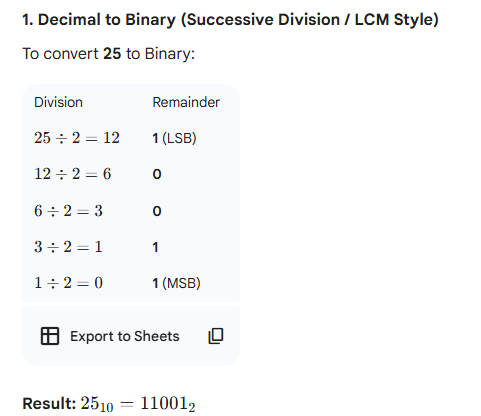 1. Decimal to Binary (Successive Division / LCM Style)
To convert 25 to Binary:
Division Remainder
25 ÷ 2 = 12 1 (LSB)
12 ÷ 2 = 6 0
6 ÷ 2 = 3 0
3 ÷ 2 = 1 1
1 ÷ 2 = 0 1 (MSB)
Export to Sheets
Result: 25₁₀ = 11001₂